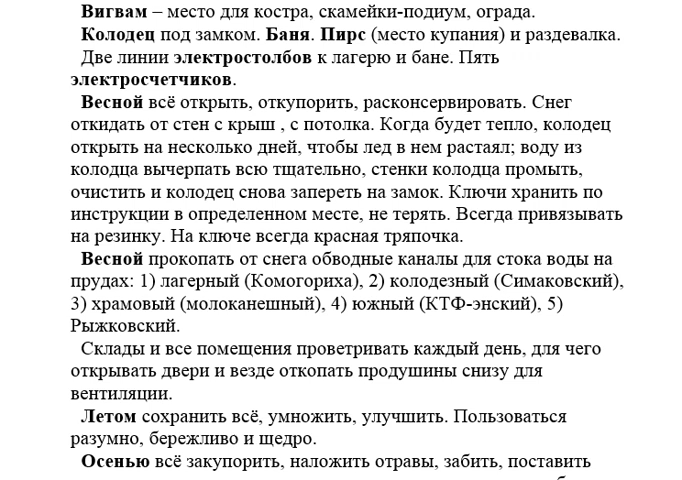 Вигвам – место для костра, скамейки-подиум, ограда.
Колодец под замком. Баня. Пирс (место купания) и раздевалка.
Две линии электростолбов к лагерю и бане. Пять
электросчетчиков.
Весной всё открыть, откупорить, расконсервировать. Снег
откидать от стен с крыш , с потолка. Когда будет тепло, колодец
открыть на несколько дней, чтобы лед в нем растаял; воду из
колодца вычерпать всю тщательно, стенки колодца промыть,
очистить и колодец снова запереть на замок. Ключи хранить по
инструкции в определенном месте, не терять. Всегда привязывать
на резинку. На ключе всегда красная тряпочка.
Весной прокопать от снега обводные каналы для стока воды на
прудах: 1) лагерный (Комогориха), 2) колодезный (Симаковский),
3) храмовый (молоканешный), 4) южный (КТФ-энский), 5)
Рыжковский.
Склады и все помещения проветривать каждый день, для чего
открывать двери и везде откопать продушины снизу для
вентиляции.
Летом сохранить всё, умножить, улучшить. Пользоваться
разумно, бережливо и щедро.
Осенью всё закупорить, наложить отравы, забить, поставить